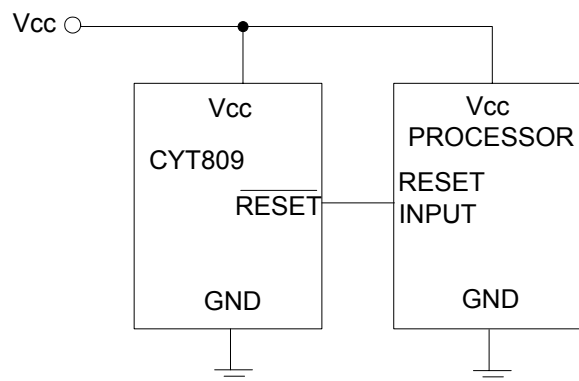 Vcc
Vcc
CYT809
RESET
GND
Vcc
PROCESSOR
RESET
INPUT
GND